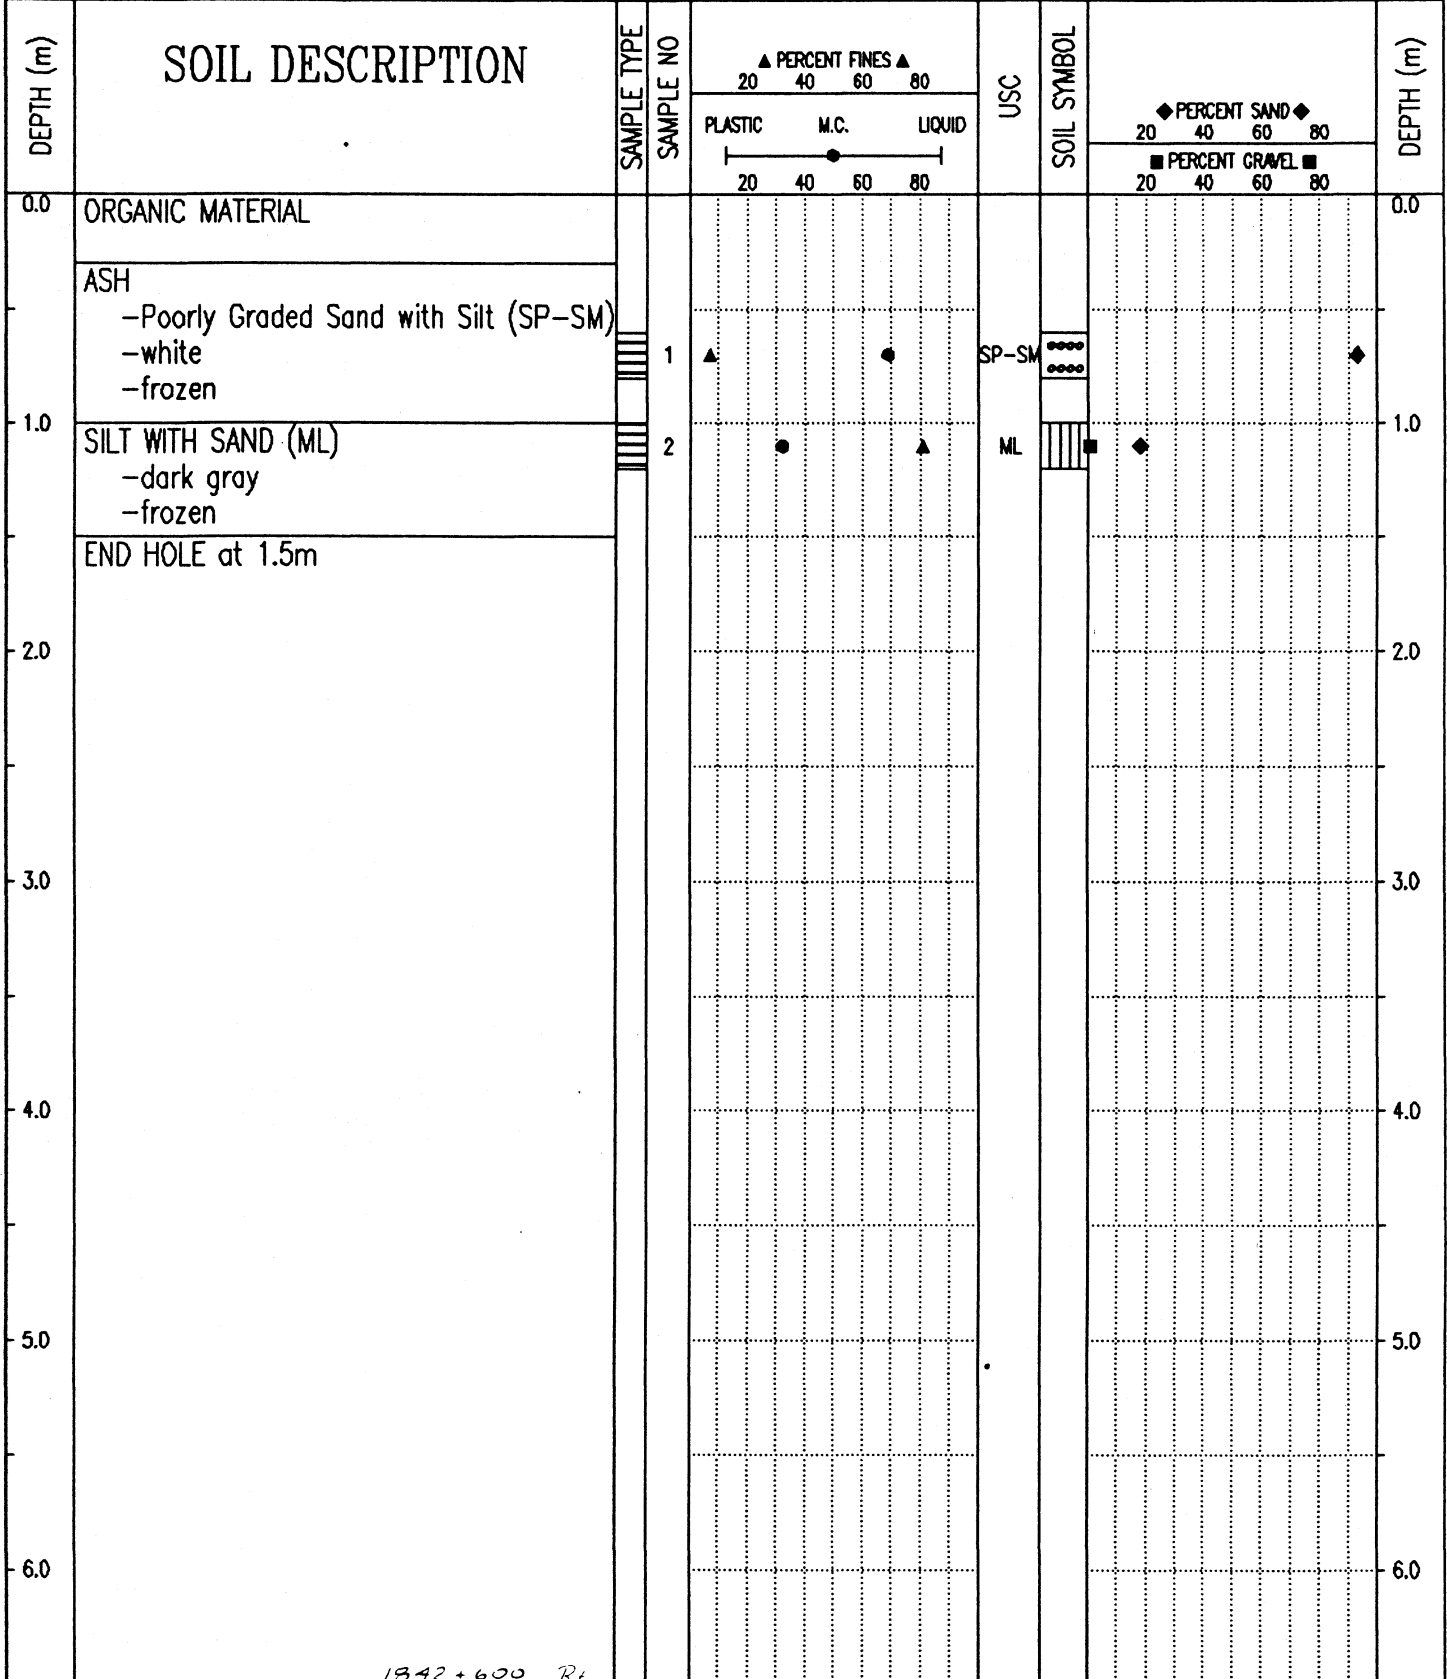 DEPTH (m)
SOIL DESCRIPTION
SAMPLE TYPE
SAMPLE NO
▲ PERCENT FINES ▲
20 40 60 80
PLASTIC M.C. LIQUID
20 40 60 80
USC
SOIL SYMBOL
◆ PERCENT SAND ◆
20 40 60 80
■ PERCENT GRAVEL ■
20 40 60 80
DEPTH (m)
0.0 ORGANIC MATERIAL 0.0
ASH
-Poorly Graded Sand with Silt (SP-SM)
-white 1 SP-SM
-frozen
1.0 1.0
SILT WITH SAND (ML) 2 ML
-dark gray
-frozen
END HOLE at 1.5m
2.0 2.0
3.0 3.0
4.0 4.0
5.0 5.0
6.0 6.0
1842 + 600